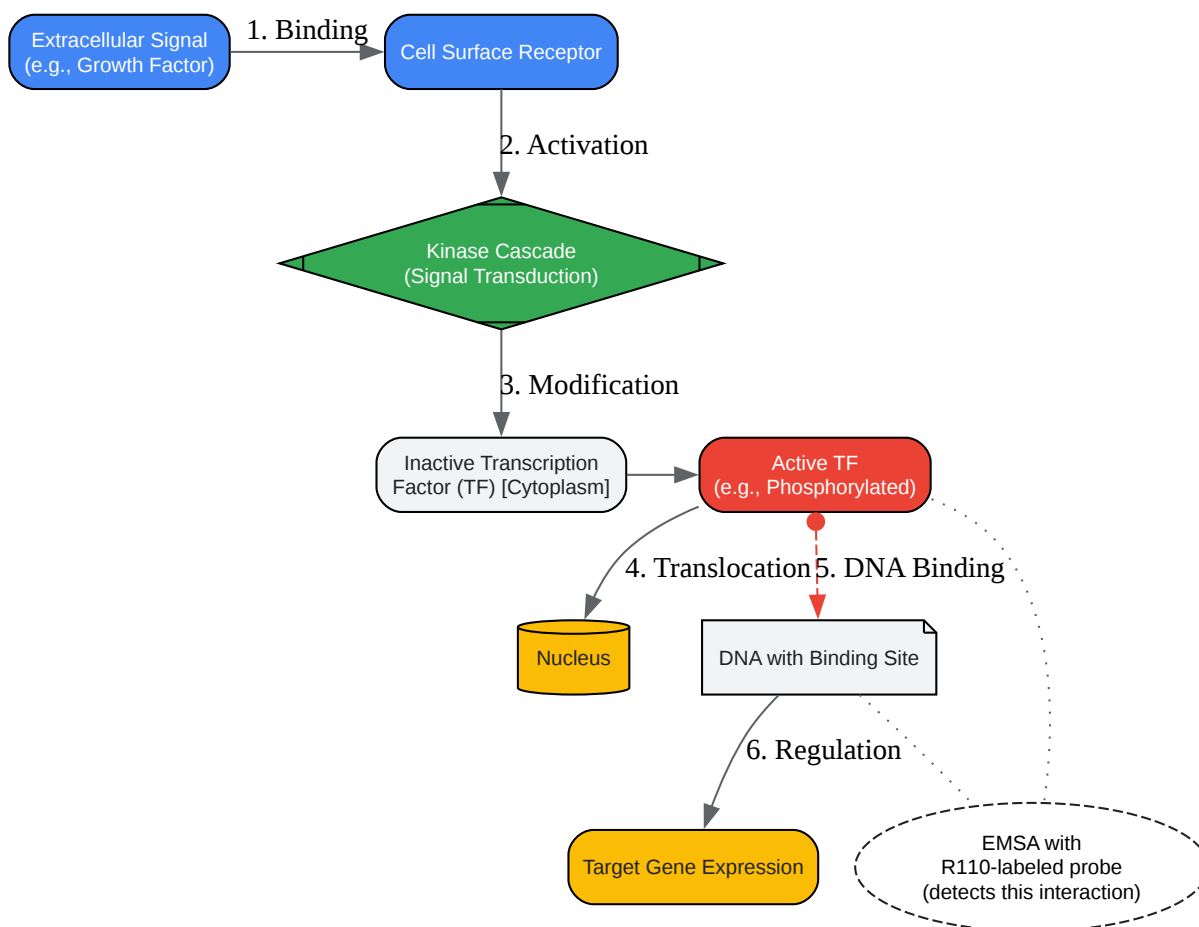 Extracellular Signal
(e.g., Growth Factor)
1. Binding
Cell Surface Receptor
2. Activation
Kinase Cascade
(Signal Transduction)
3. Modification
Inactive Transcription
Factor (TF) [Cytoplasm]
Active TF
(e.g., Phosphorylated)
4. Translocation
5. DNA Binding
Nucleus
DNA with Binding Site
6. Regulation
Target Gene Expression
EMSA with
R110-labeled probe
(detects this interaction)